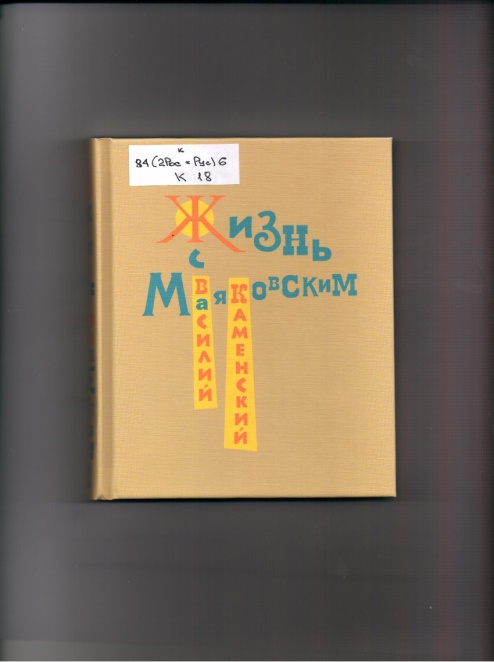 к
84(2Рос=Рус)6
К 18
Жизнь
с
Маяковским
Василий
Каменский